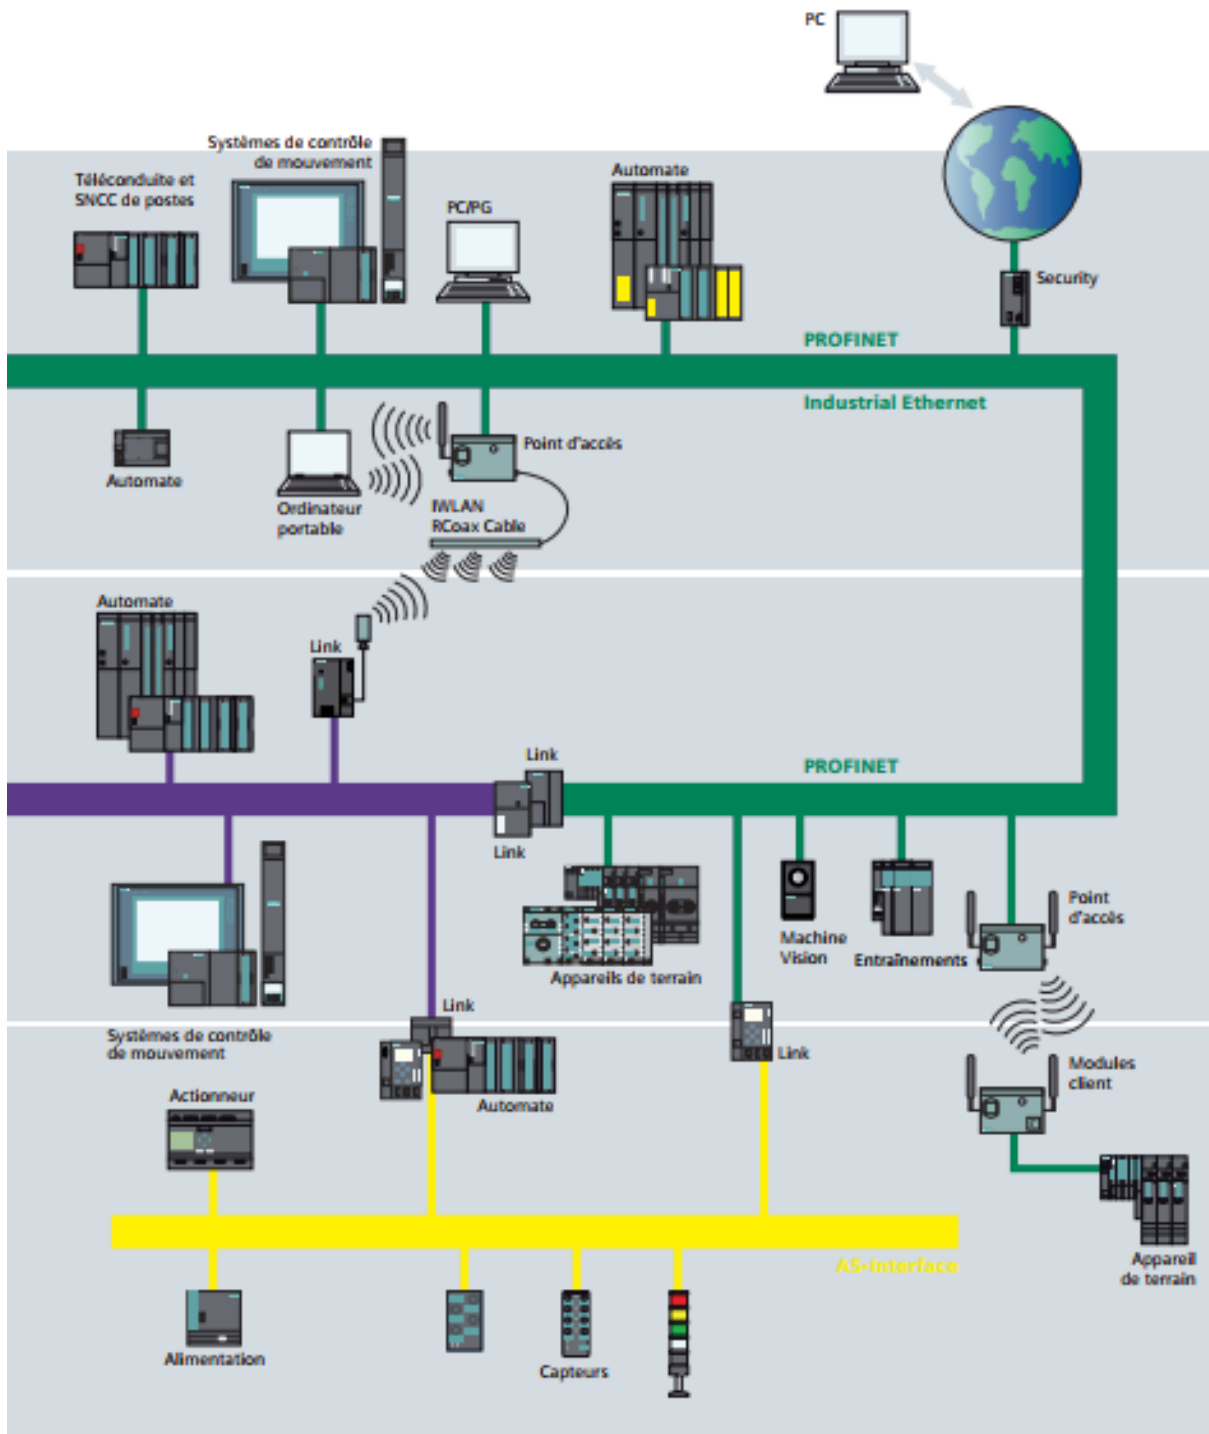 PC
Systèmes de contrôle
de mouvement
Téléconduite et
SNCC de postes
PC/PG
Automate
Security
PROFINET
Industrial Ethernet
Automate
Ordinateur
portable
Point d'accès
IWLAN
RCoax Cable
Automate
Link
Link
PROFINET
Link
Machine
Vision
Entraînements
Point
d'accès
Appareils de terrain
Systèmes de contrôle
de mouvement
Link
Link
Automate
Modules
client
Actionneur
AS-Interface
Appareil
de terrain
Alimentation
Capteurs